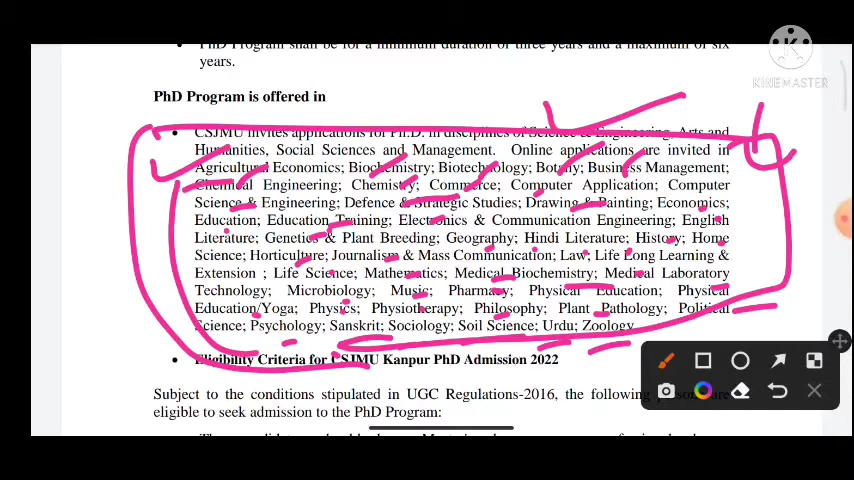 PhD Program shall be for a minimum duration of three years and a maximum of six
years.
KINEMASTER
PhD Program is offered in
CSJMU invites applications for Ph.D. in disciplines of Science & Engineering, Arts and
Humanities, Social Sciences and Management. Online applications are invited in
Agricultural Economics; Biochemistry; Biotechnology; Botany; Business Management;
Chemical Engineering; Chemistry; Commerce; Computer Application; Computer
Science & Engineering; Defence & Strategic Studies; Drawing & Painting; Economics;
Education; Education Training; Electronics & Communication Engineering; English
Literature; Genetics & Plant Breeding; Geography; Hindi Literature; History; Home
Science; Horticulture; Journalism & Mass Communication; Law; Life Long Learning &
Extension ; Life Science; Mathematics; Medical Biochemistry; Medical Laboratory
Technology; Microbiology; Music; Pharmacy; Physical Education; Physical
Education/Yoga; Physics; Physiotherapy; Philosophy; Plant Pathology; Political
Science; Psychology; Sanskrit; Sociology; Soil Science; Urdu; Zoology
Eligibility Criteria for CSJMU Kanpur PhD Admission 2022
Subject to the conditions stipulated in UGC Regulations-2016, the following are
eligible to seek admission to the PhD Program: